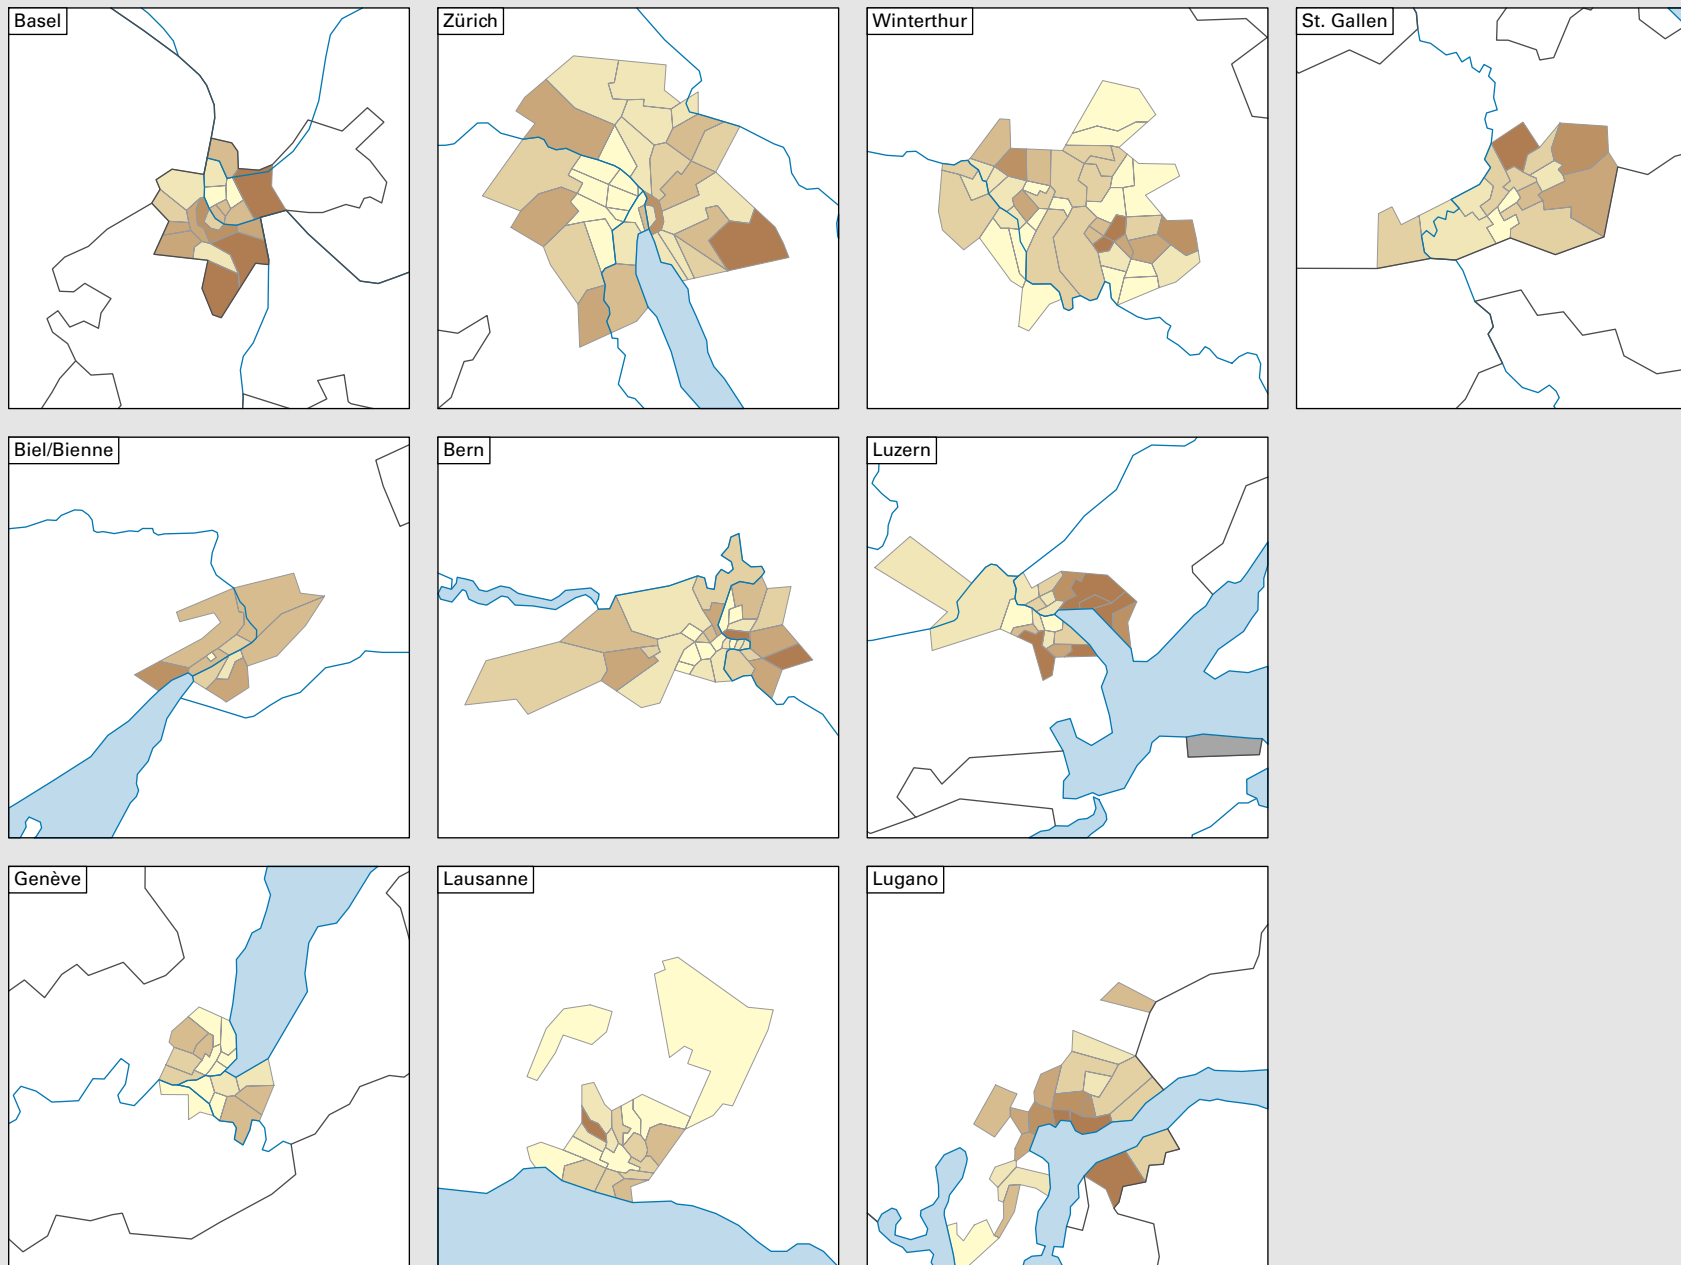 Basel
Zürich
Winterthur
St. Gallen
Biel/Bienne
Bern
Luzern
Genève
Lausanne
Lugano